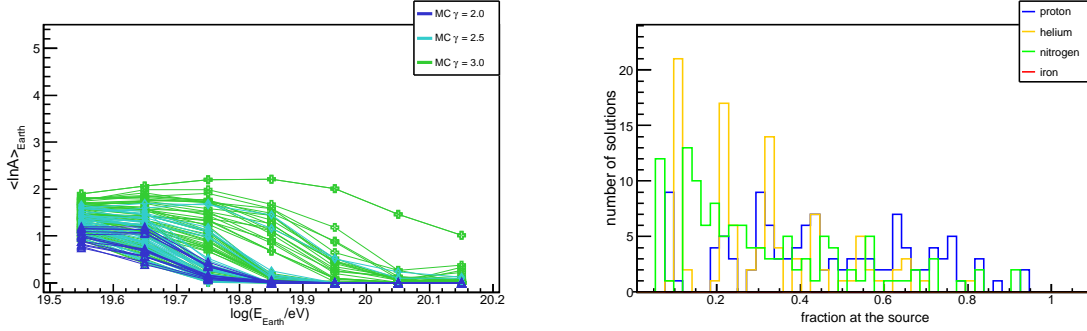 MC γ = 2.0
MC γ = 2.5
MC γ = 3.0
<lnA>Earth
5
4
3
2
1
0
19.5 19.6 19.7 19.8 19.9 20 20.1 20.2
log(E_Earth/eV)
proton
helium
nitrogen
iron
number of solutions
20
15
10
5
0
0.2 0.4 0.6 0.8 1
fraction at the source